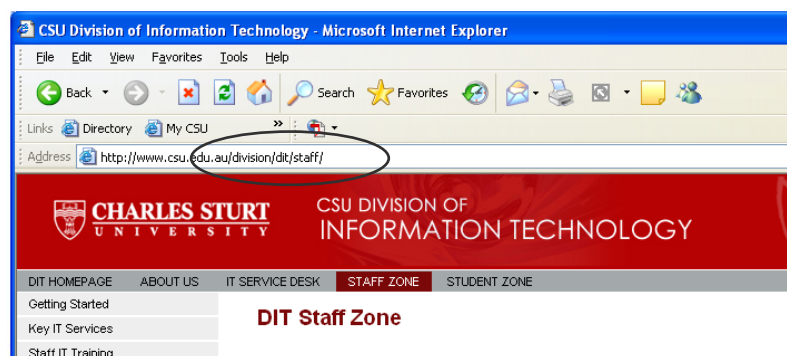 CSU Division of Information Technology - Microsoft Internet Explorer
File Edit View Favorites Tools Help
Back Search Favorites
Links Directory My CSU »
Address http://www.csu.edu.au/division/dit/staff/
CHARLES STURT
UNIVERSITY
CSU DIVISION OF
INFORMATION TECHNOLOGY
DIT HOMEPAGE ABOUT US IT SERVICE DESK STAFF ZONE STUDENT ZONE
Getting Started
DIT Staff Zone
Key IT Services
Staff IT Training